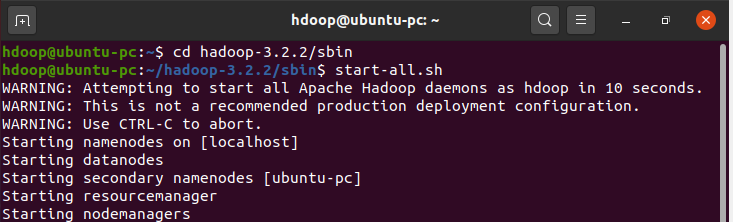 hdoop@ubuntu-pc: ~
hdoop@ubuntu-pc:~$ cd hadoop-3.2.2/sbin
hdoop@ubuntu-pc:~/hadoop-3.2.2/sbin$ start-all.sh
WARNING: Attempting to start all Apache Hadoop daemons as hdoop in 10 seconds.
WARNING: This is not a recommended production deployment configuration.
WARNING: Use CTRL-C to abort.
Starting namenodes on [localhost]
Starting datanodes
Starting secondary namenodes [ubuntu-pc]
Starting resourcemanager
Starting nodemanagers